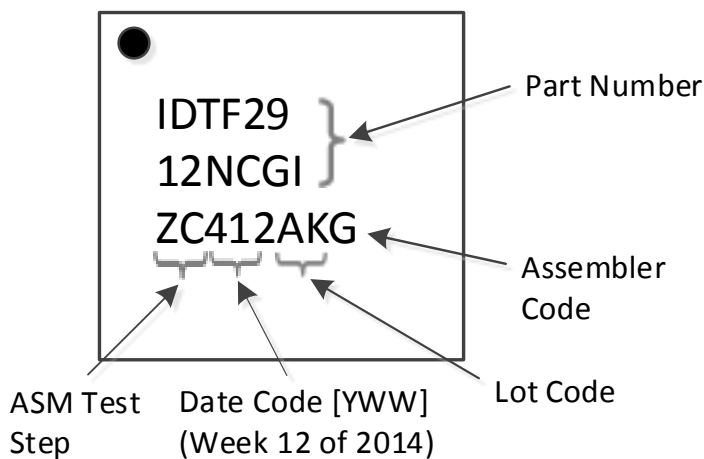 IDTF29
12NCGI
ZC412AKG
Part Number
Assembler
Code
Lot Code
Date Code [YWW]
(Week 12 of 2014)
ASM Test
Step